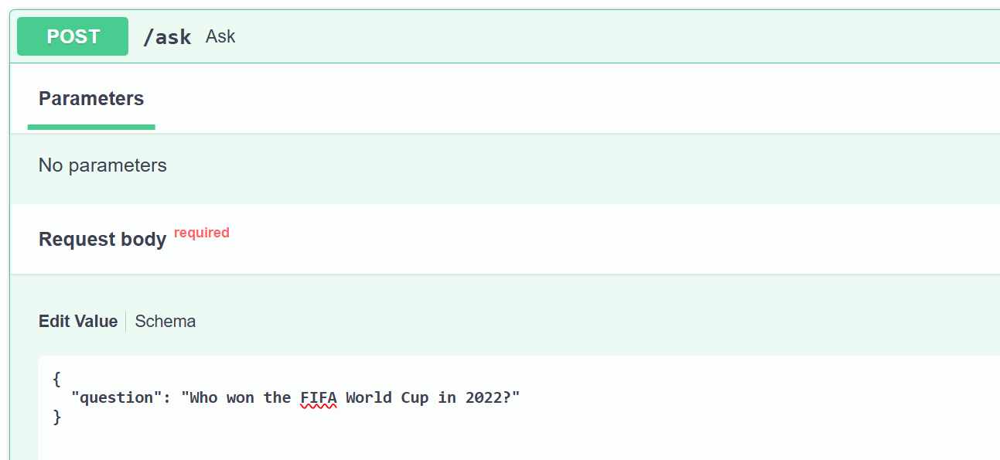 POST /ask Ask
Parameters
No parameters
Request body required
Edit Value Schema
{
"question": "Who won the FIFA World Cup in 2022?"
}